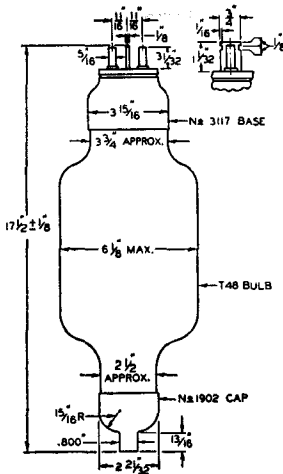 11/16" 11/16"
1/8"
5/16"
31/32"
3/4"
1/16"
1 1/32"
1/8"
3 15/16"
No 3117 BASE
3 3/4" APPROX.
17 1/2" ± 1/8"
6 1/8" MAX.
T48 BULB
2 1/2"
APPROX.
No 1902 CAP
15/16" R
.800"
13/16"
2 21/32"